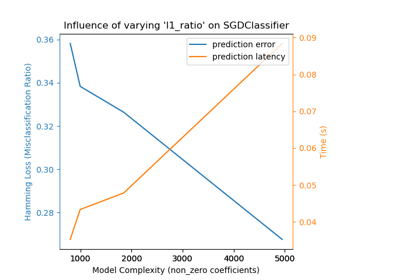 Influence of varying 'l1_ratio' on SGDClassifier
0.36
0.34
0.32
0.30
0.28
Hamming Loss (Misclassification Ratio)
prediction error
prediction latency
0.09
0.08
0.07
0.06
0.05
0.04
Time (s)
1000 2000 3000 4000 5000
Model Complexity (non_zero coefficients)